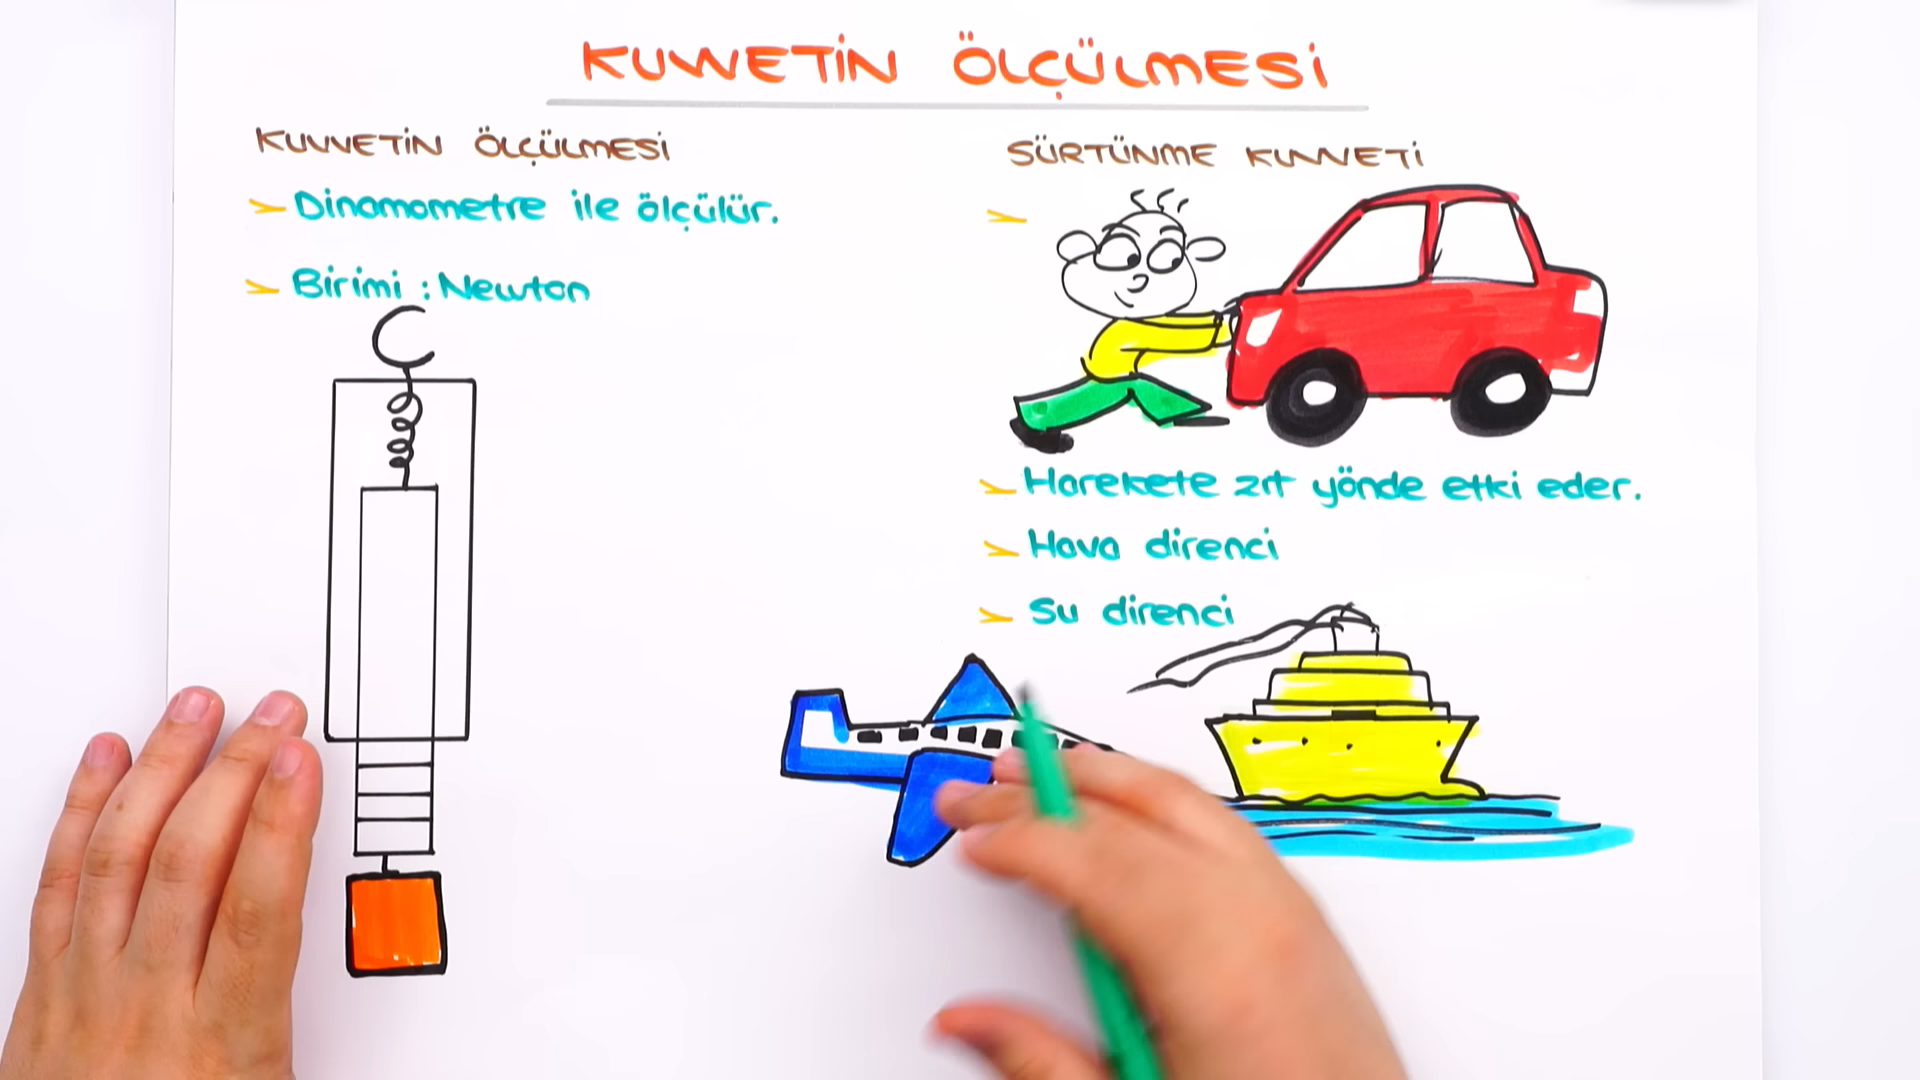 KUVVETİN ÖLÇÜLMESİ
KUVVETİN ÖLÇÜLMESİ
➢ Dinamometre ile ölçülür.
➢ Birimi : Newton
SÜRTÜNME KUVVETİ
➢ Harekete zıt yönde etki eder.
➢ Hava direnci
➢ Su direnci